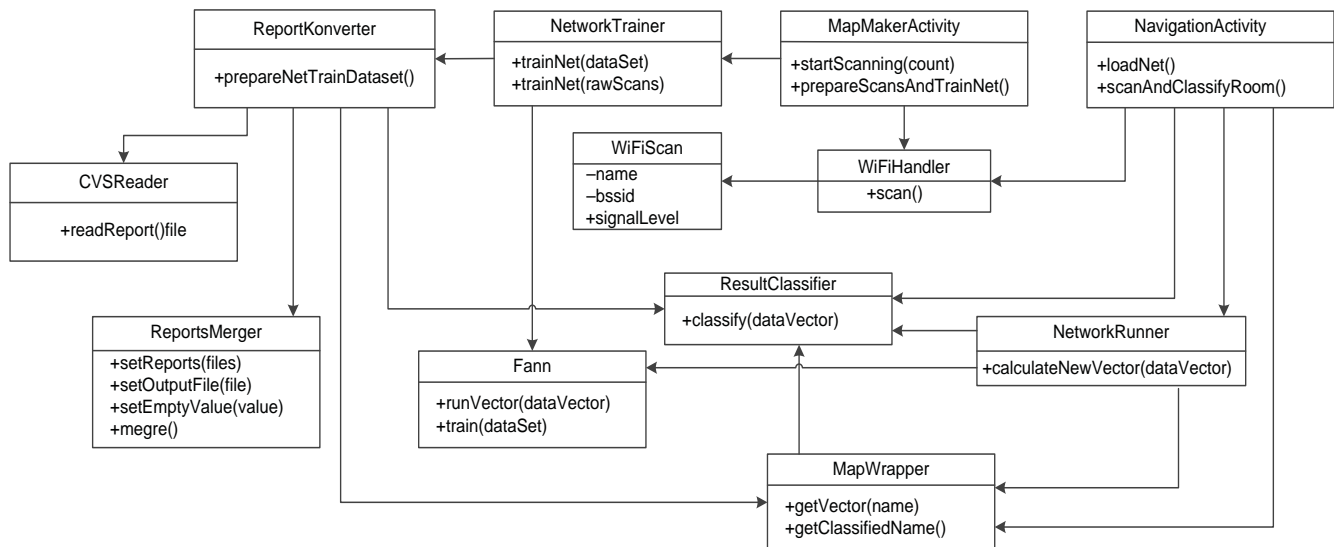 ReportKonverter
+prepareNetTrainDataset()
NetworkTrainer
+trainNet(dataSet)
+trainNet(rawScans)
MapMakerActivity
+startScanning(count)
+prepareScansAndTrainNet()
NavigationActivity
+loadNet()
+scanAndClassifyRoom()
CVSReader
+readReport()file
WiFiScan
–name
–bssid
+signalLevel
WiFiHandler
+scan()
ResultClassifier
+classify(dataVector)
ReportsMerger
+setReports(files)
+setOutputFile(file)
+setEmptyValue(value)
+megre()
Fann
+runVector(dataVector)
+train(dataSet)
NetworkRunner
+calculateNewVector(dataVector)
MapWrapper
+getVector(name)
+getClassifiedName()